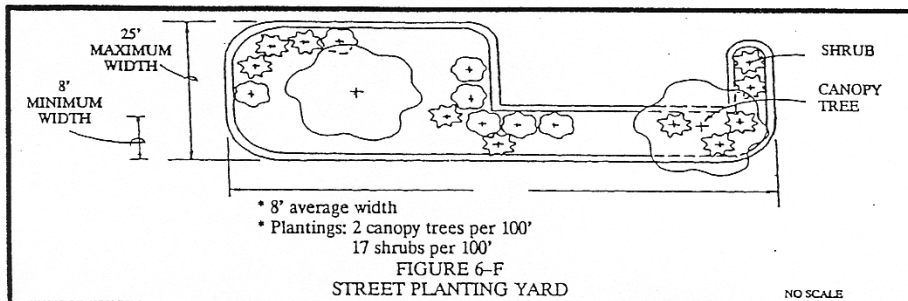 25'
MAXIMUM
WIDTH
8'
MINIMUM
WIDTH
SHRUB
CANOPY
TREE
* 8' average width
* Plantings: 2 canopy trees per 100'
17 shrubs per 100'
FIGURE 6-F
STREET PLANTING YARD
NO SCALE